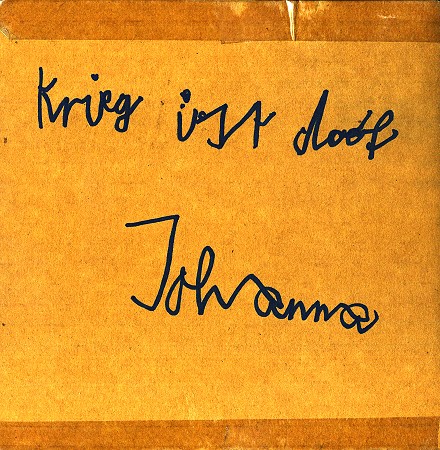 Krieg ist doof
Johanna